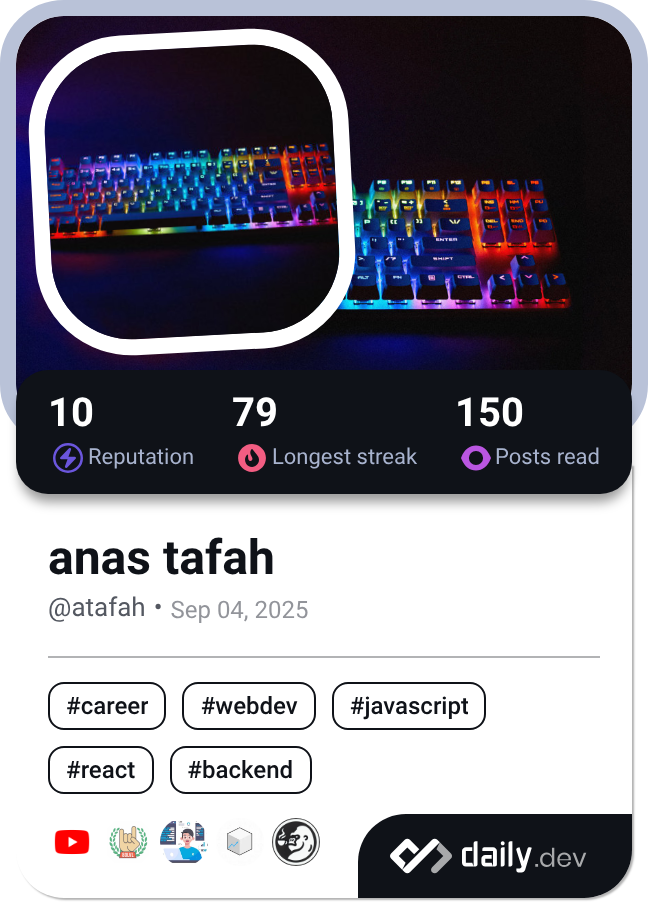 10 79 150
Reputation Longest streak Posts read
anas tafah
@atafah • Sep 04, 2025
#career #webdev #javascript
#react #backend
daily.dev